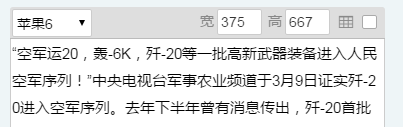 苹果6 宽 375 高 667
“空军运20，轰-6K，歼-20等一批高新武器装备进入人民
空军序列！”中央电视台军事农业频道于3月9日证实歼-2
0进入空军序列。去年下半年曾有消息传出，歼-20首批